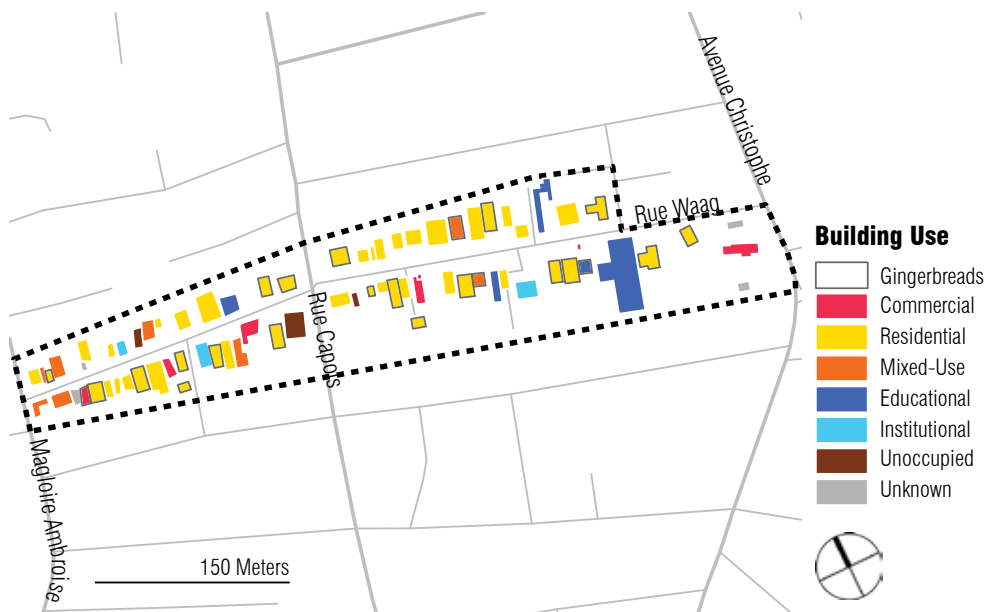 Avenue Christophe
Rue Waag
Rue Capois
Magloire Ambroise
150 Meters
Building Use
Gingerbreads
Commercial
Residential
Mixed-Use
Educational
Institutional
Unoccupied
Unknown